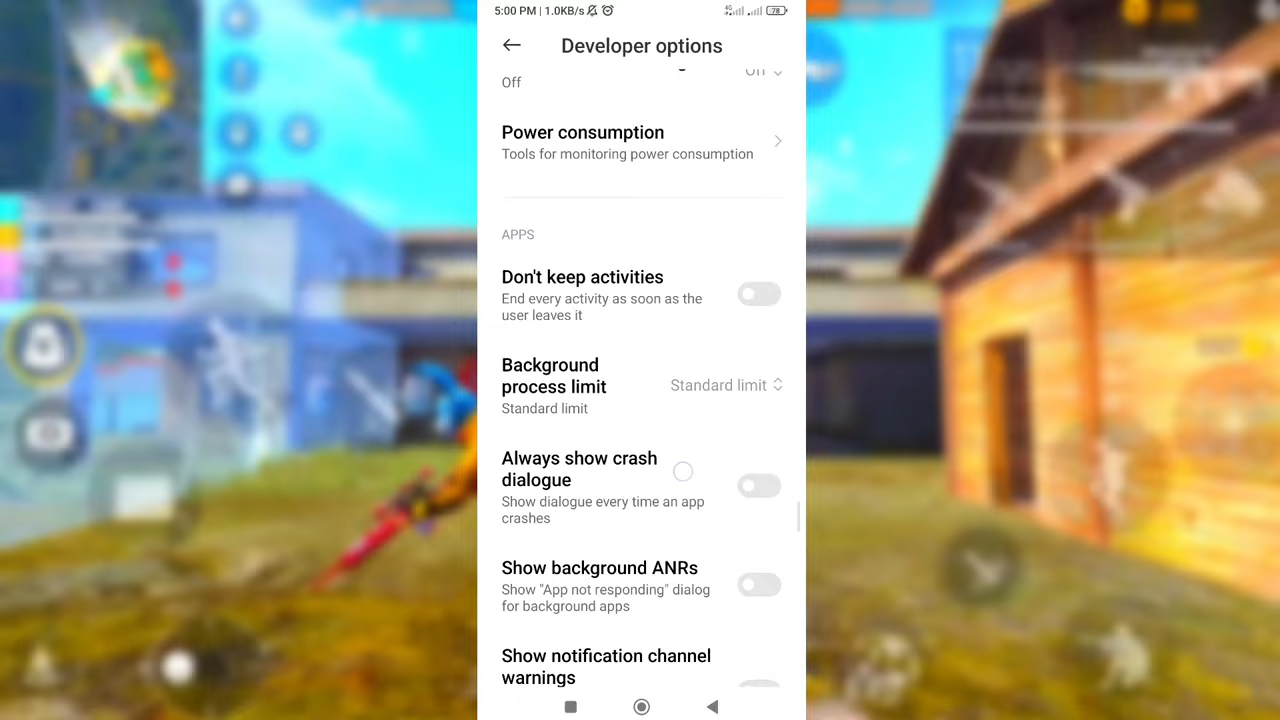 5:00 PM | 1.0KB/s
4G
78
Developer options
Off
Power consumption
Tools for monitoring power consumption
APPS
Don't keep activities
End every activity as soon as the
user leaves it
Background
process limit
Standard limit
Standard limit
Always show crash
dialogue
Show dialogue every time an app
crashes
Show background ANRs
Show "App not responding" dialog
for background apps
Show notification channel
warnings